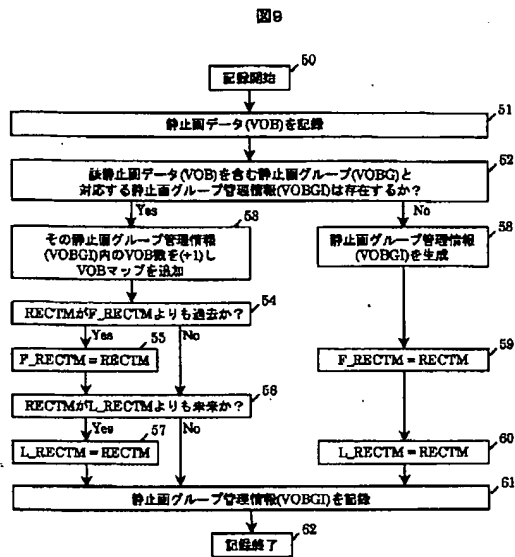 図9
50
記録開始
51
静止画データ(VOB)を記録
52
該静止画データ(VOB)を含む静止画グループ(VOBG)と
対応する静止画グループ管理情報(VOBGI)は存在するか?
Yes
No
53
その静止画グループ管理情報
(VOBGI)内のVOB数を(+1)し
VOBマップを追加
58
静止画グループ管理情報
(VOBGI)を生成
54
RECTMがF_RECTMよりも過去か?
Yes
55
No
F_RECTM=RECTM
59
F_RECTM=RECTM
56
RECTMがL_RECTMよりも未来か?
Yes
57
No
L_RECTM=RECTM
60
L_RECTM=RECTM
61
静止画グループ管理情報(VOBGI)を記録
62
記録終了